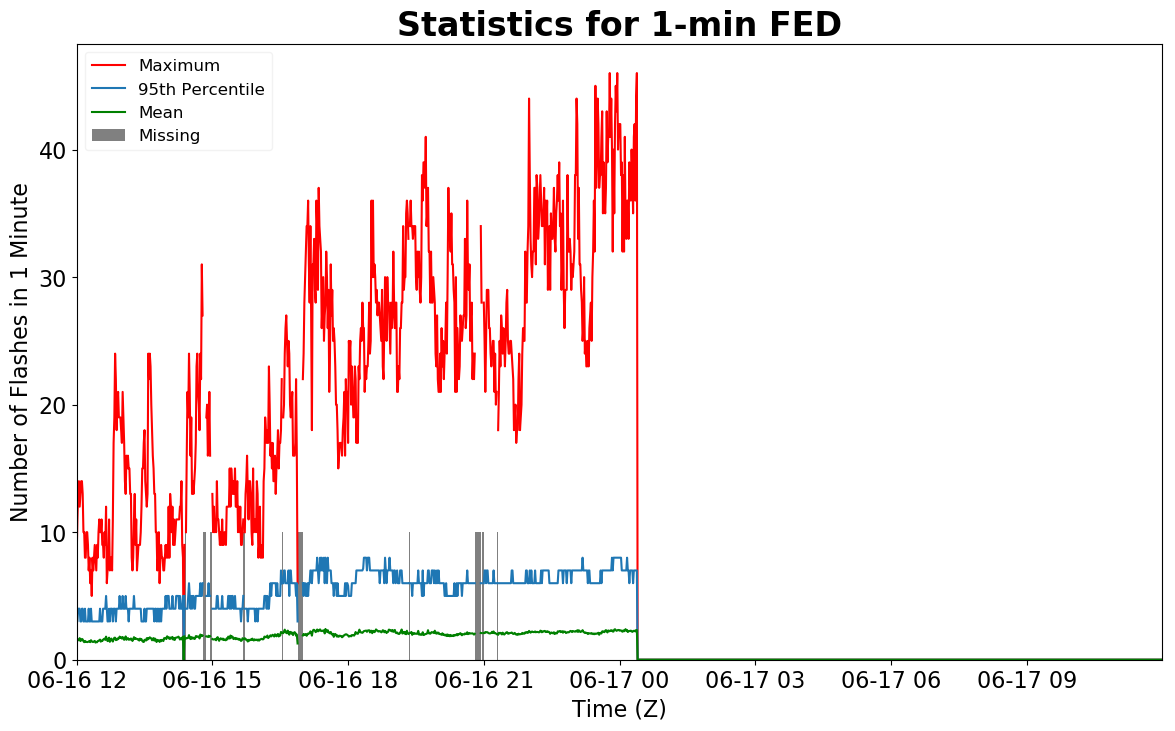 Statistics for 1-min FED
Maximum
95th Percentile
Mean
Missing
Number of Flashes in 1 Minute
40
30
20
10
0
06-16 12 06-16 15 06-16 18 06-16 21 06-17 00 06-17 03 06-17 06 06-17 09
Time (Z)